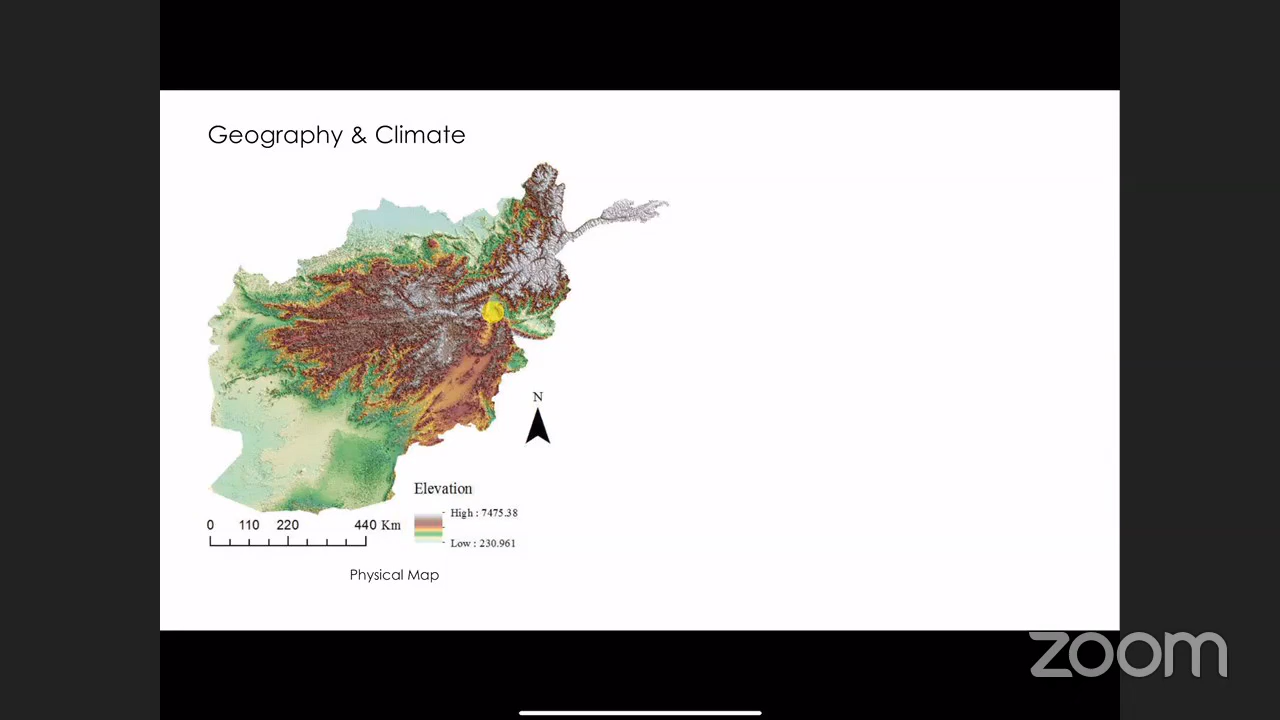 Geography & Climate
N
Elevation
High : 7475.38
Low : 230.961
0 110 220 440 Km
Physical Map
zoom